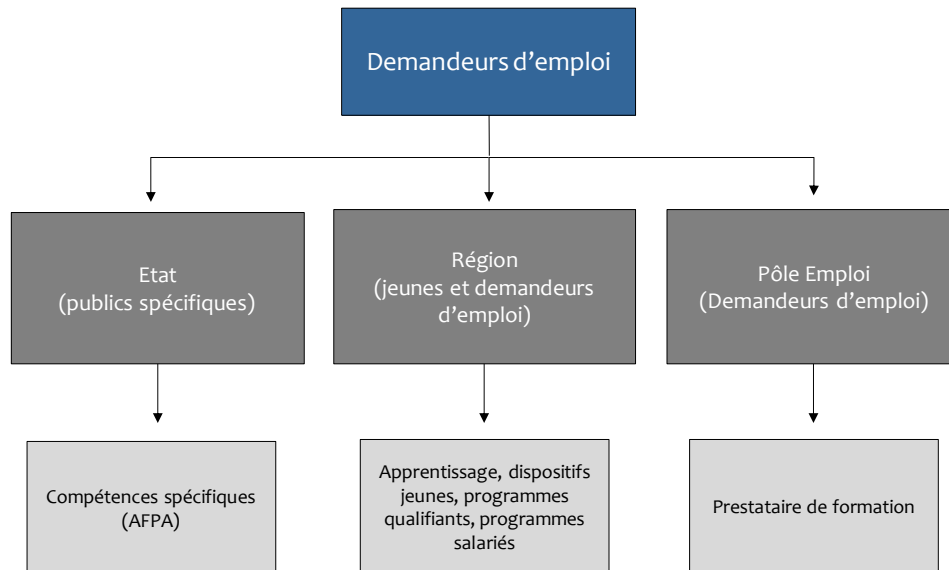 Demandeurs d'emploi
Etat
(publics spécifiques)
Région
(jeunes et demandeurs
d'emploi)
Pôle Emploi
(Demandeurs d'emploi)
Compétences spécifiques
(AFPA)
Apprentissage, dispositifs
jeunes, programmes
qualifiants, programmes
salariés
Prestataire de formation